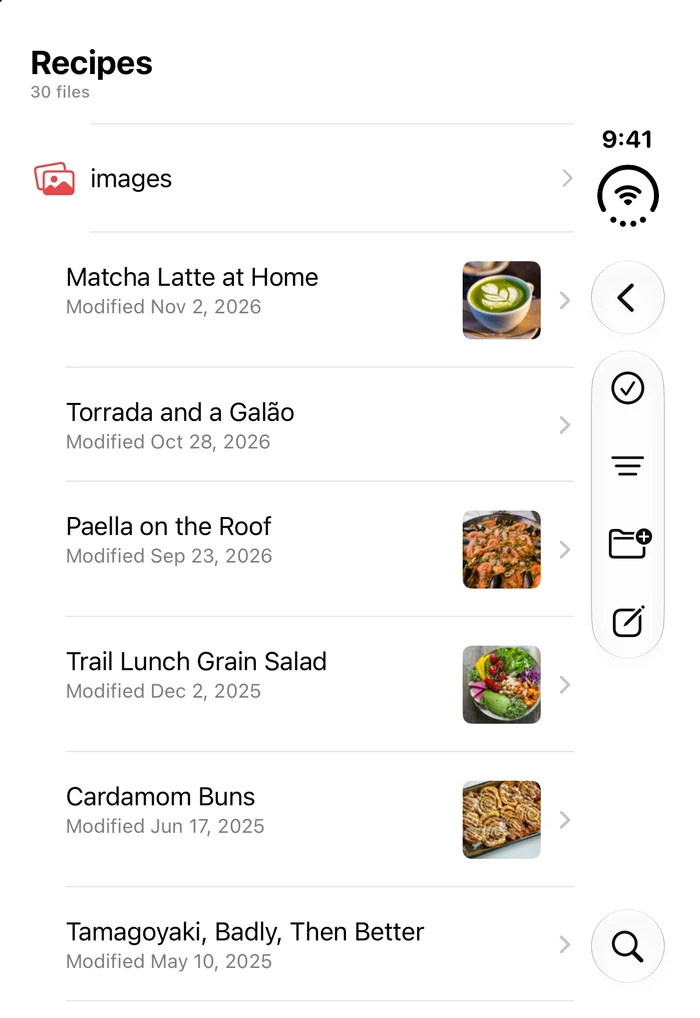 Recipes
30 files
9:41
images
Matcha Latte at Home
Modified Nov 2, 2026
Torrada and a Galão
Modified Oct 28, 2026
Paella on the Roof
Modified Sep 23, 2026
Trail Lunch Grain Salad
Modified Dec 2, 2025
Cardamom Buns
Modified Jun 17, 2025
Tamagoyaki, Badly, Then Better
Modified May 10, 2025